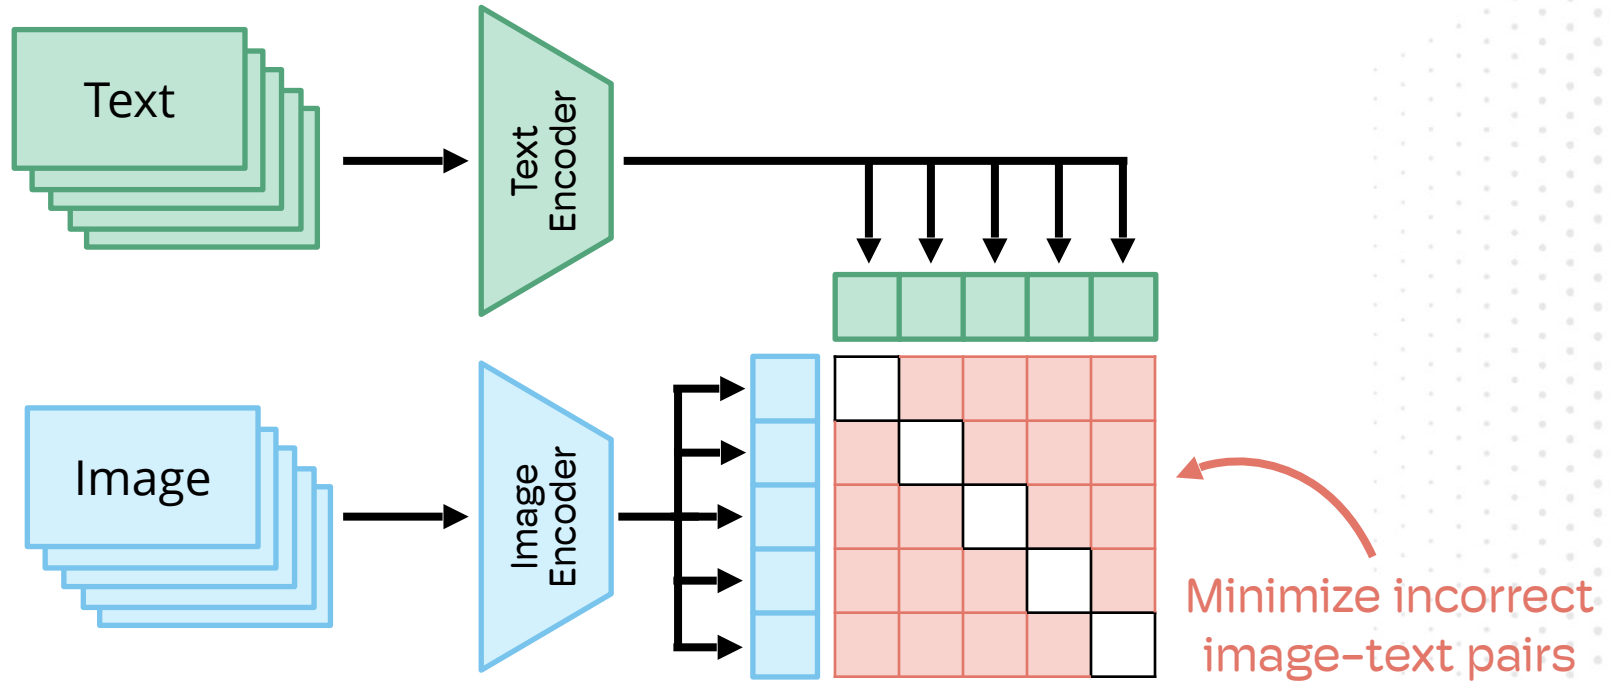 Text
Text
Encoder
Image
Image
Encoder
Minimize incorrect
image-text pairs